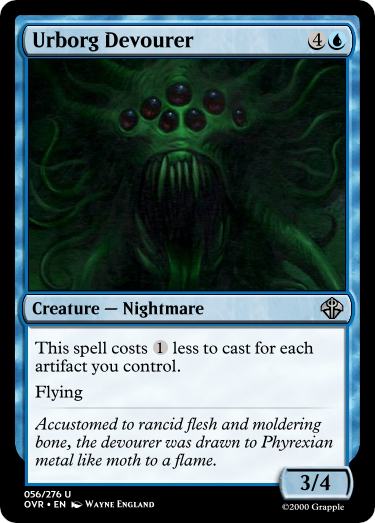 Urborg Devourer 4
Creature — Nightmare
This spell costs 1 less to cast for each
artifact you control.
Flying
Accustomed to rancid flesh and moldering
bone, the devourer was drawn to Phyrexian
metal like moth to a flame.
3/4
056/276 U
OVR • EN Wayne England
©2000 Grapple